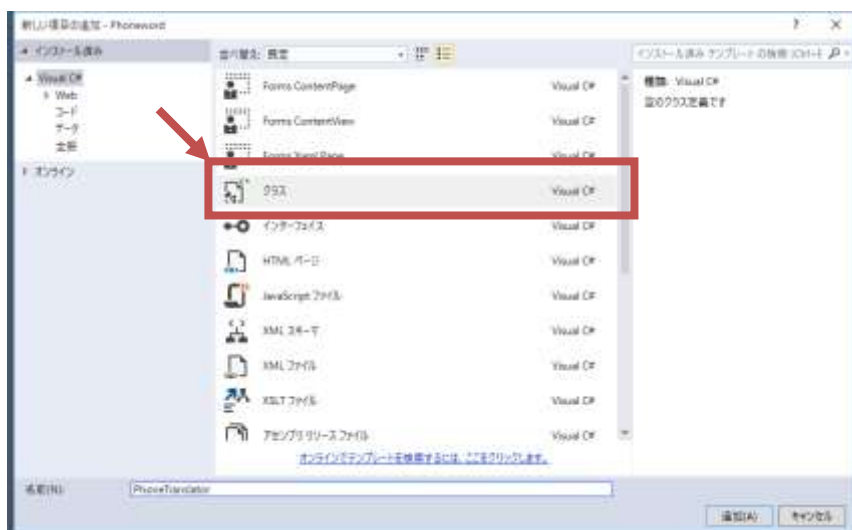 新しい項目の追加 - Phoneword
? ×
▲ インストール済み
並べ替え: 既定
インストール済み テンプレート の検索 (Ctrl+E)
▲ Visual C#
Web
コード
データ
全般
オンライン
Forms ContentPage Visual C#
Forms ContentView Visual C#
Forms Xaml Page Visual C#
クラス Visual C#
インターフェイス Visual C#
HTML ページ Visual C#
JavaScript ファイル Visual C#
XML スキーマ Visual C#
XML ファイル Visual C#
XSLT ファイル Visual C#
アセンブリ リソース ファイル Visual C#
オンラインでテンプレートを検索するには、ここをクリックします。
種類: Visual C#
空のクラス定義です
名前(N): PhoneTranslator
追加(A) キャンセル